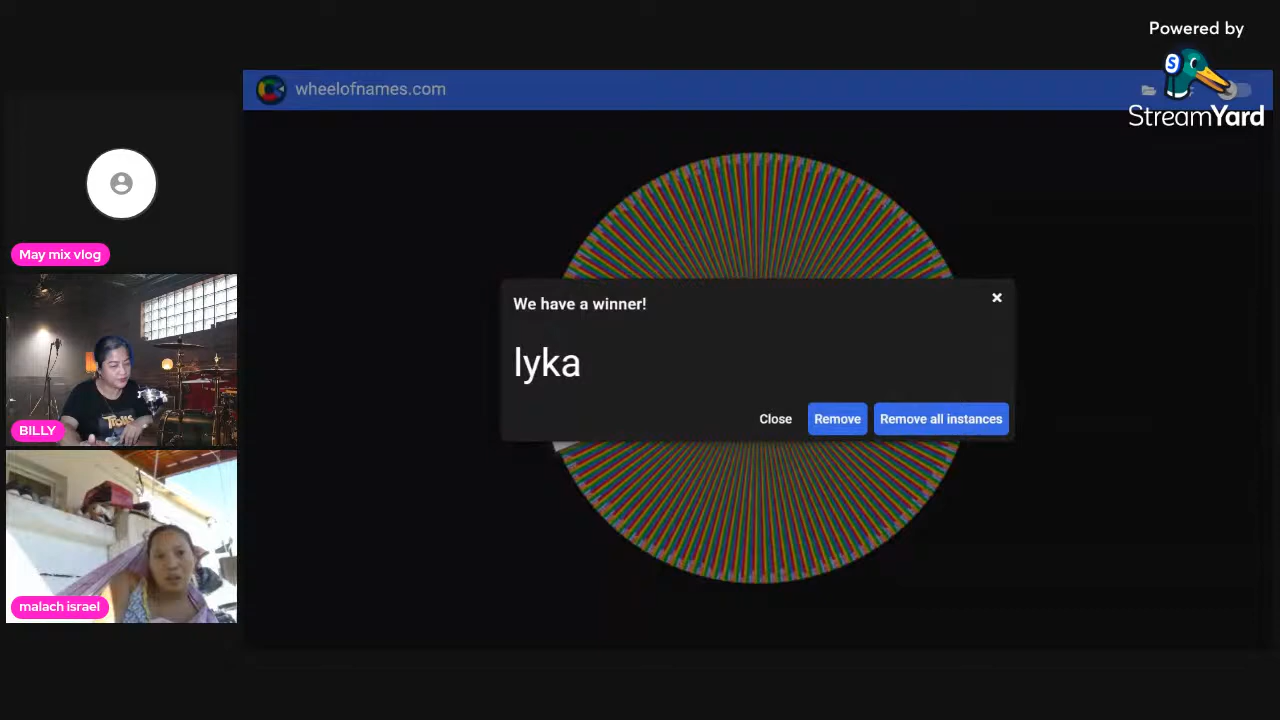 Powered by
StreamYard
wheelofnames.com
May mix vlog
We have a winner!
lyka
Close
Remove
Remove all instances
BILLY
malach israel